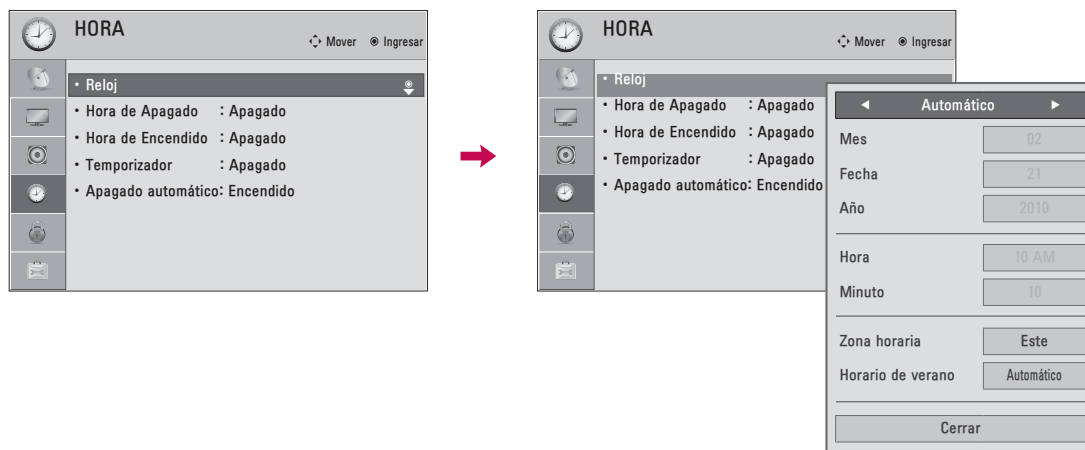 HORA
Mover Ingresar
• Reloj
• Hora de Apagado : Apagado
• Hora de Encendido : Apagado
• Temporizador : Apagado
• Apagado automático: Encendido
HORA
Mover Ingresar
• Reloj
• Hora de Apagado : Apagado
• Hora de Encendido : Apagado
• Temporizador : Apagado
• Apagado automático: Encendido
◄ Automático ►
Mes 02
Fecha 21
Año 2010
Hora 10 AM
Minuto 10
Zona horaria Este
Horario de verano Automático
Cerrar